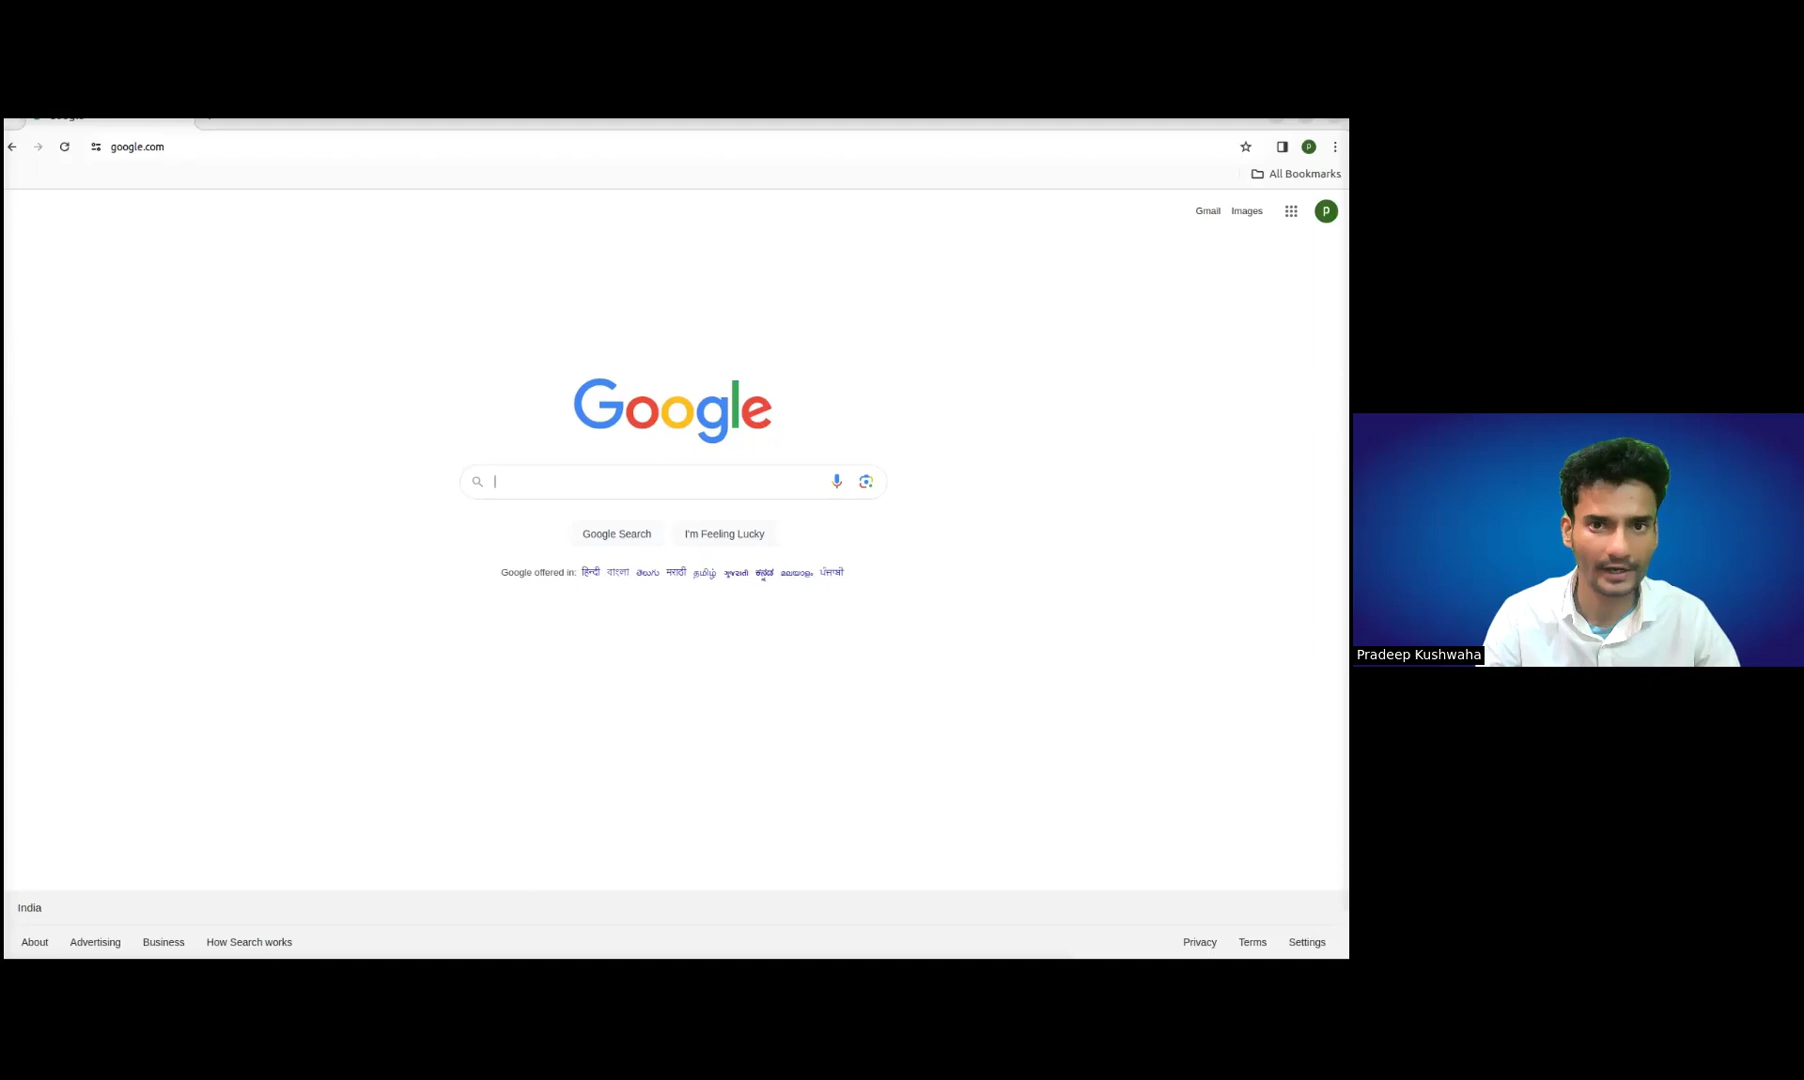 google.com
All Bookmarks
Gmail Images
p
Google
Google Search I'm Feeling Lucky
Google offered in: हिन्दी বাংলা తెలుగు मराठी தமிழ் ગુજરાતી ಕನ್ನಡ മലയാളം ਪੰਜਾਬੀ
Pradeep Kushwaha
India
About Advertising Business How Search works Privacy Terms Settings